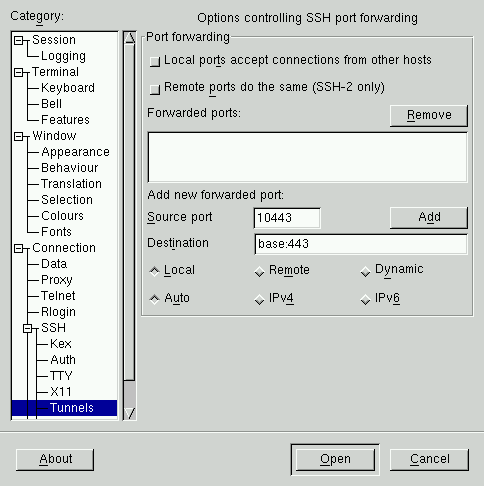 Category:
Options controlling SSH port forwarding
Session
Logging
Terminal
Keyboard
Bell
Features
Window
Appearance
Behaviour
Translation
Selection
Colours
Fonts
Connection
Data
Proxy
Telnet
Rlogin
SSH
Kex
Auth
TTY
X11
Tunnels
Port forwarding
Local ports accept connections from other hosts
Remote ports do the same (SSH-2 only)
Forwarded ports:
Remove
Add new forwarded port:
Source port 10443 Add
Destination base:443
Local Remote Dynamic
Auto IPv4 IPv6
About Open Cancel